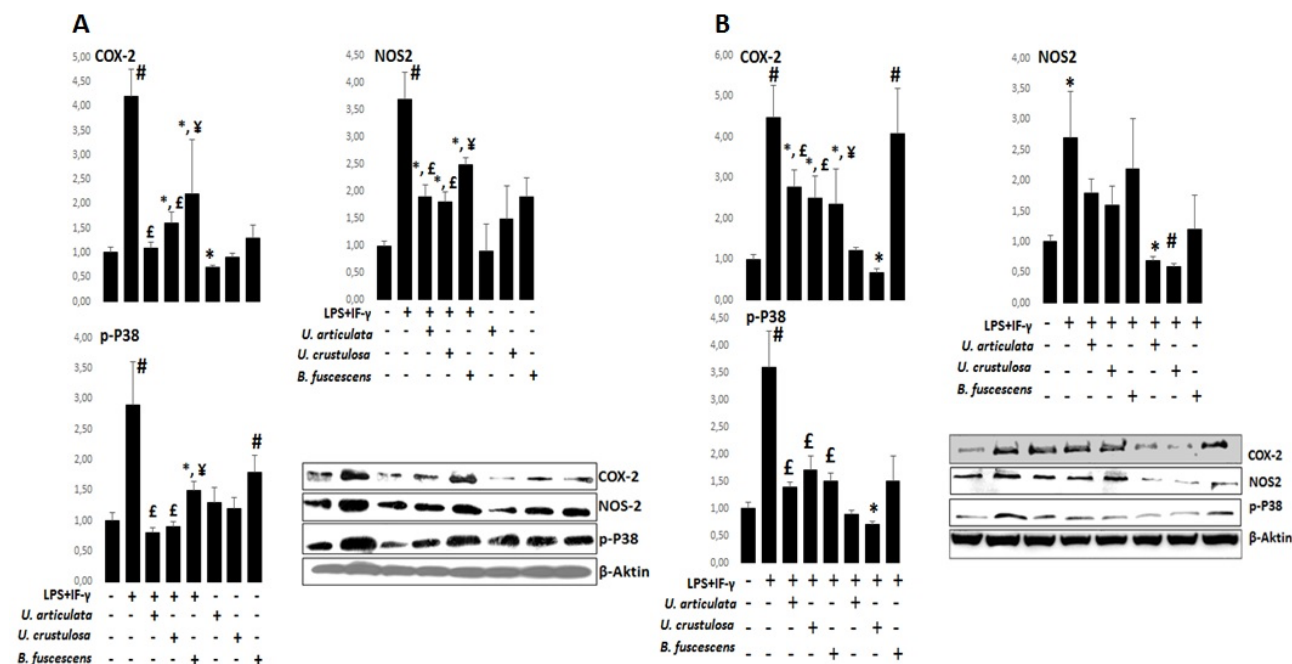 A
COX-2
5,00
4,50
4,00
3,50
3,00
2,50
2,00
1,50
1,00
0,50
0,00
#
£
*, £
*, ¥
*
NOS2
4,50
4,00
3,50
3,00
2,50
2,00
1,50
1,00
0,50
0,00
#
*, £
*, £
*, ¥
LPS+IF-γ - + + + + - - -
U. articulata - - + - - + - -
U. crustulosa - - - + - - + -
B. fuscescens - - - - + - - +
p-P38
4,00
3,50
3,00
2,50
2,00
1,50
1,00
0,50
0,00
#
£
£
*, ¥
#
LPS+IF-γ - + + + + - - -
U. articulata - - + - - + - -
U. crustulosa - - - + - - + -
B. fuscescens - - - - + - - +
COX-2
NOS-2
p-P38
β-Aktin
B
COX-2
6,00
5,00
4,00
3,00
2,00
1,00
0,00
#
*, £
*, £
*, ¥
*
#
NOS2
4,00
3,50
3,00
2,50
2,00
1,50
1,00
0,50
0,00
*
*
#
LPS+IF-γ - + + + + + + +
U. articulata - - + - - + - -
U. crustulosa - - - + - - + -
B. fuscescens - - - - + - - +
p-P38
4,50
4,00
3,50
3,00
2,50
2,00
1,50
1,00
0,50
0,00
#
£
£
£
*
LPS+IF-γ - + + + + + + +
U. articulata - - + - - + - -
U. crustulosa - - - + - - + -
B. fuscescens - - - - + - - +
COX-2
NOS2
p-P38
β-Aktin